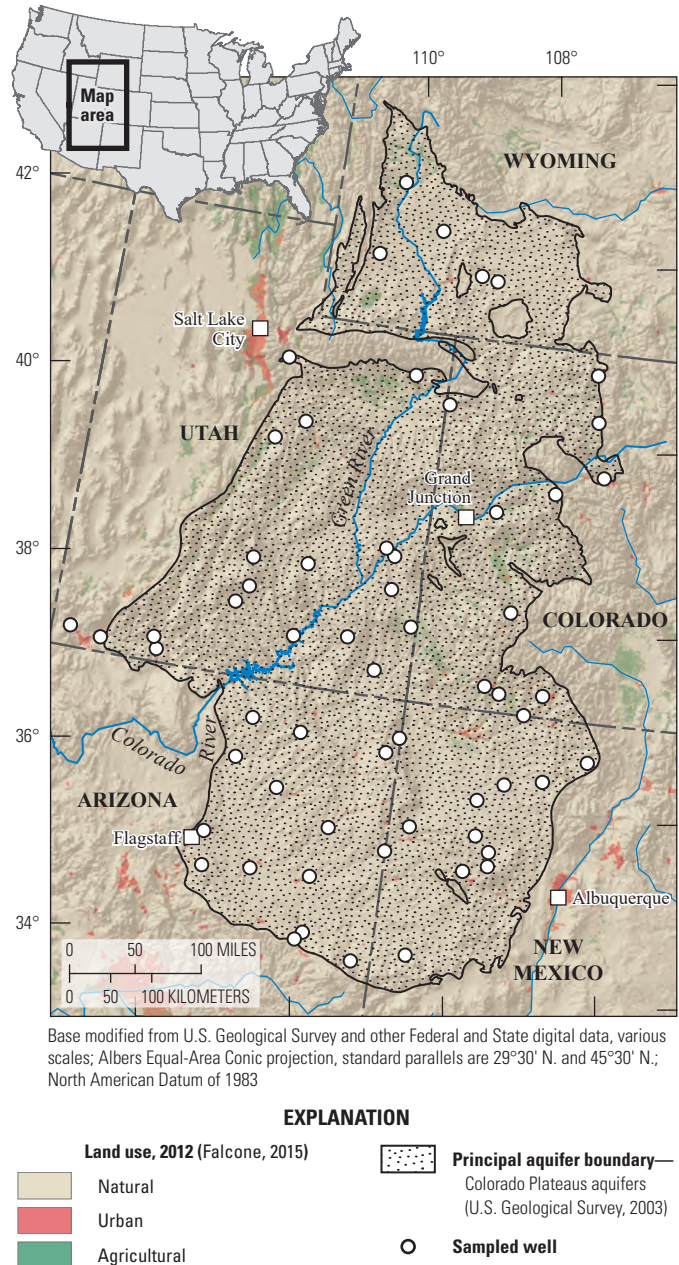 Map
area
110°
108°
42°
WYOMING
Salt Lake
City
40°
UTAH
Green River
Grand
Junction
38°
COLORADO
36°
Colorado
River
ARIZONA
Flagstaff
Albuquerque
34°
0 50 100 MILES
0 50 100 KILOMETERS
NEW
MEXICO
Base modified from U.S. Geological Survey and other Federal and State digital data, various
scales; Albers Equal-Area Conic projection, standard parallels are 29°30' N. and 45°30' N.;
North American Datum of 1983
EXPLANATION
Land use, 2012 (Falcone, 2015)
Natural
Urban
Agricultural
Principal aquifer boundary—
Colorado Plateaus aquifers
(U.S. Geological Survey, 2003)
Sampled well